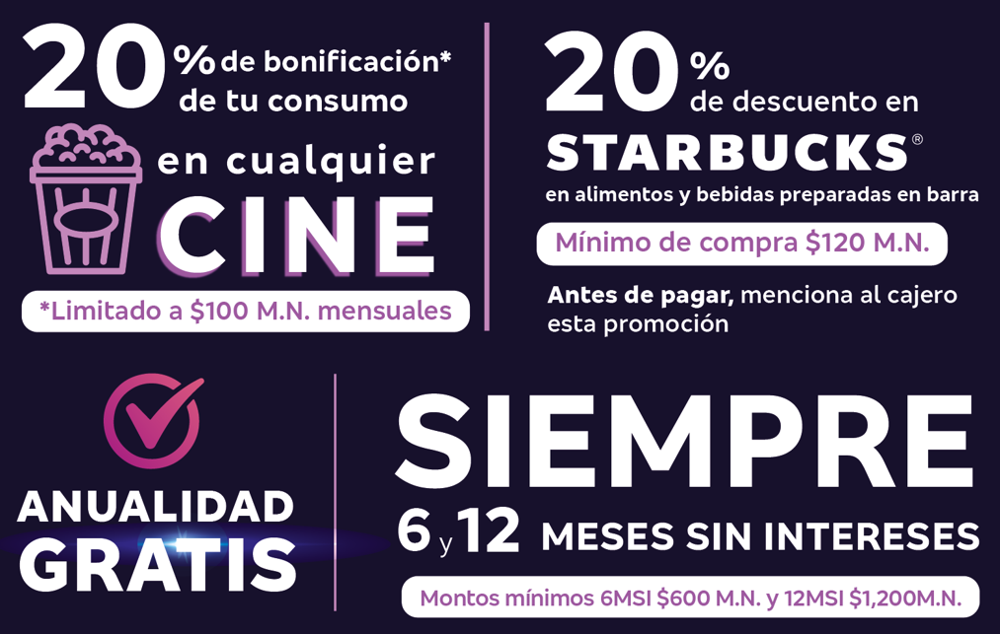 20% de bonificación*
de tu consumo
en cualquier
CINE
*Limitado a $100 M.N. mensuales
20%
de descuento en
STARBUCKS®
en alimentos y bebidas preparadas en barra
Mínimo de compra $120 M.N.
Antes de pagar, menciona al cajero
esta promoción
ANUALIDAD
GRATIS
SIEMPRE
6 y 12 MESES SIN INTERESES
Montos mínimos 6MSI $600 M.N. y 12MSI $1,200M.N.